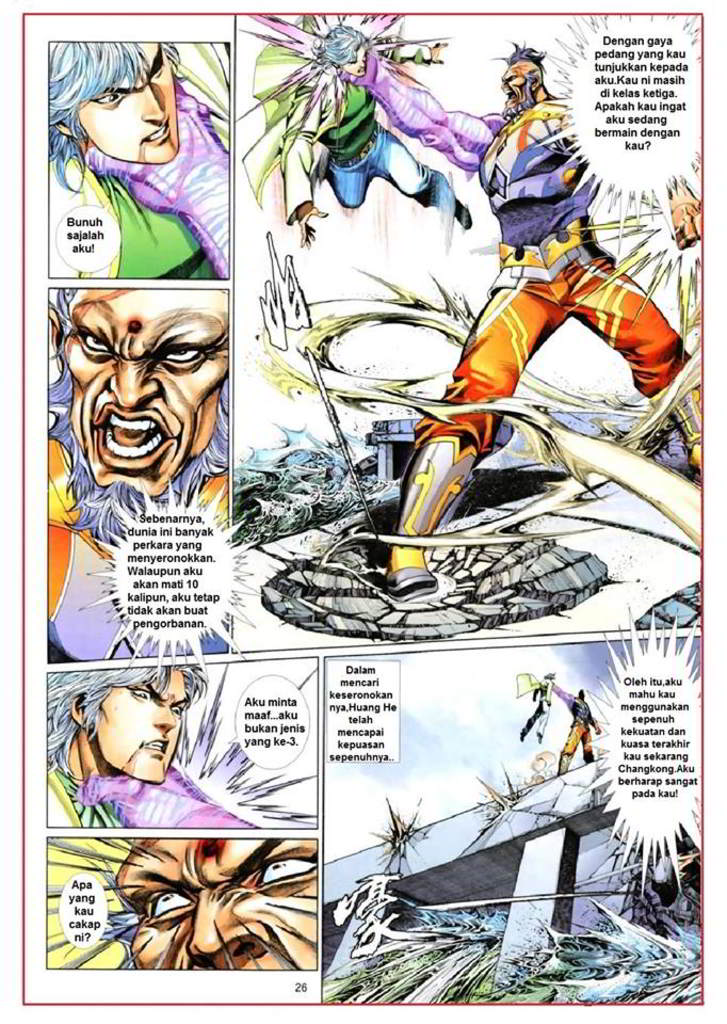 Dengan gaya
pedang yang kau
tunjukkan kepada
aku.Kau ni masih
di kelas ketiga.
Apakah kau ingat
aku sedang
bermain dengan
kau?
Bunuh
sajalah
aku!
Sebenarnya,
dunia ini banyak
perkara yang
menyeronokkan.
Walaupun aku
akan mati 10
kalipun, aku tetap
tidak akan buat
pengorbanan.
Aku minta
maaf...aku
bukan jenis
yang ke-3.
Dalam
mencari
keseronokan
nya,Huang He
telah
mencapai
kepuasan
sepenuhnya..
Oleh itu,aku
mahu kau
menggunakan
sepenuh
kekuatan dan
kuasa terakhir
kau sekarang
Changkong.Aku
berharap sangat
pada kau!
Apa
yang
kau
cakap
ni?
26